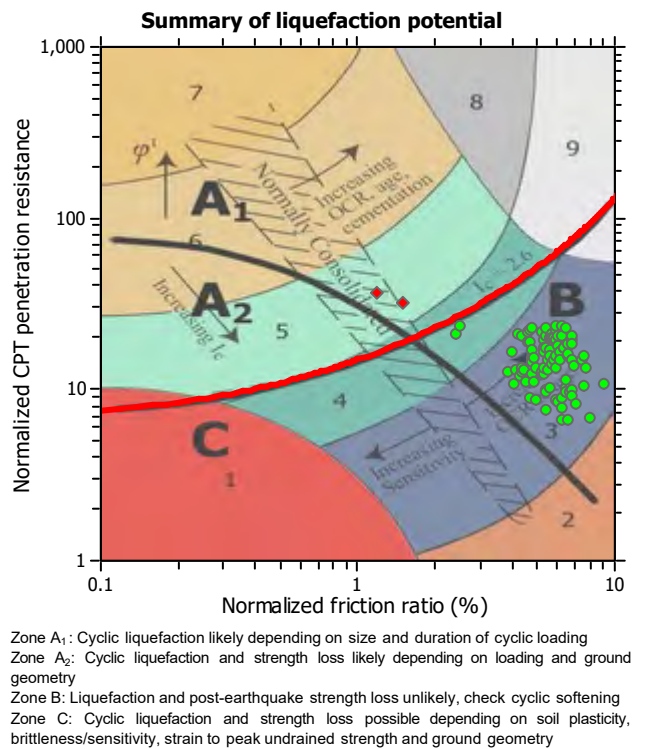 Summary of liquefaction potential
1,000
7
8
9
φ'
Increasing
OCR, age,
cementation
Normally Consolidated
100
A1
6
Ic = 2.6
A2
B
Increasing Ic
5
Normalized CPT penetration resistance
10
4
3
C
Increasing
Sensitivity
1
2
1
0.1
1
10
Normalized friction ratio (%)
Zone A1: Cyclic liquefaction likely depending on size and duration of cyclic loading
Zone A2: Cyclic liquefaction and strength loss likely depending on loading and ground
geometry
Zone B: Liquefaction and post-earthquake strength loss unlikely, check cyclic softening
Zone C: Cyclic liquefaction and strength loss possible depending on soil plasticity,
brittleness/sensitivity, strain to peak undrained strength and ground geometry